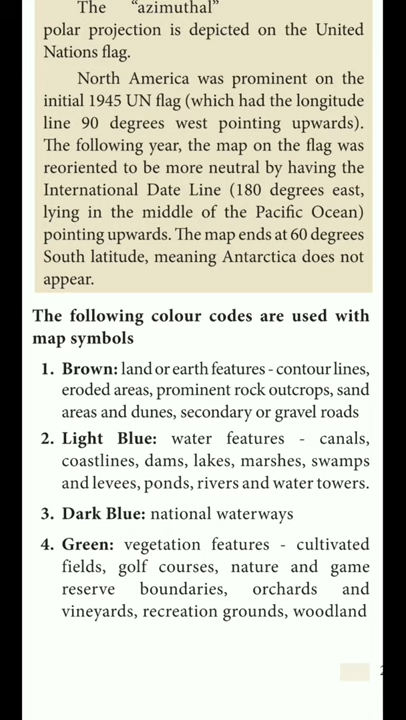 The “azimuthal”
polar projection is depicted on the United
Nations flag.
North America was prominent on the
initial 1945 UN flag (which had the longitude
line 90 degrees west pointing upwards).
The following year, the map on the flag was
reoriented to be more neutral by having the
International Date Line (180 degrees east,
lying in the middle of the Pacific Ocean)
pointing upwards. The map ends at 60 degrees
South latitude, meaning Antarctica does not
appear.
The following colour codes are used with
map symbols
1. Brown: land or earth features - contour lines,
eroded areas, prominent rock outcrops, sand
areas and dunes, secondary or gravel roads
2. Light Blue: water features - canals,
coastlines, dams, lakes, marshes, swamps
and levees, ponds, rivers and water towers.
3. Dark Blue: national waterways
4. Green: vegetation features - cultivated
fields, golf courses, nature and game
reserve boundaries, orchards and
vineyards, recreation grounds, woodland